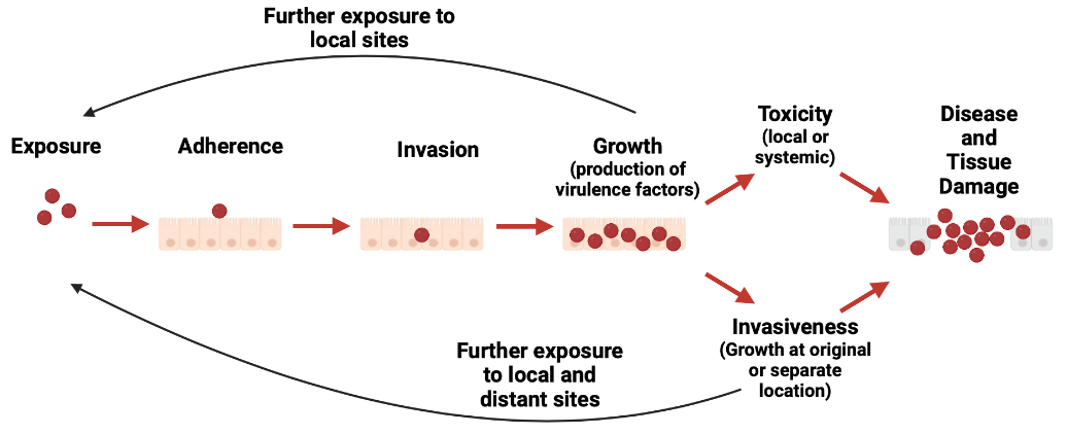 Further exposure to
local sites
Exposure
Adherence
Invasion
Growth
(production of
virulence factors)
Toxicity
(local or
systemic)
Disease
and
Tissue
Damage
Invasiveness
(Growth at original
or separate
location)
Further exposure
to local and
distant sites